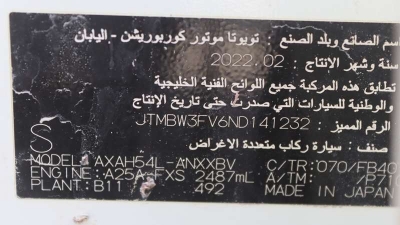 اسم الصانع وبلد الصنع : تويوتا موتور كوربوريشن - اليابان
سنة وشهر الإنتاج : 2022.02
تطابق هذه المركبة جميع اللوائح الفنية الخليجية
والوطنية للسيارات التي صدرت حتى تاريخ الإنتاج
الرقم المميز : JTMBW3FV6ND141232
صنف : سيارة ركاب متعددة الاغراض
S
MODEL: AXAH54L-ANXXBV C/TR: 070/FB40
ENGINE: A25A-FXS 2487mL A/TM: /P71
PLANT: B11 492 MADE IN JAPAN